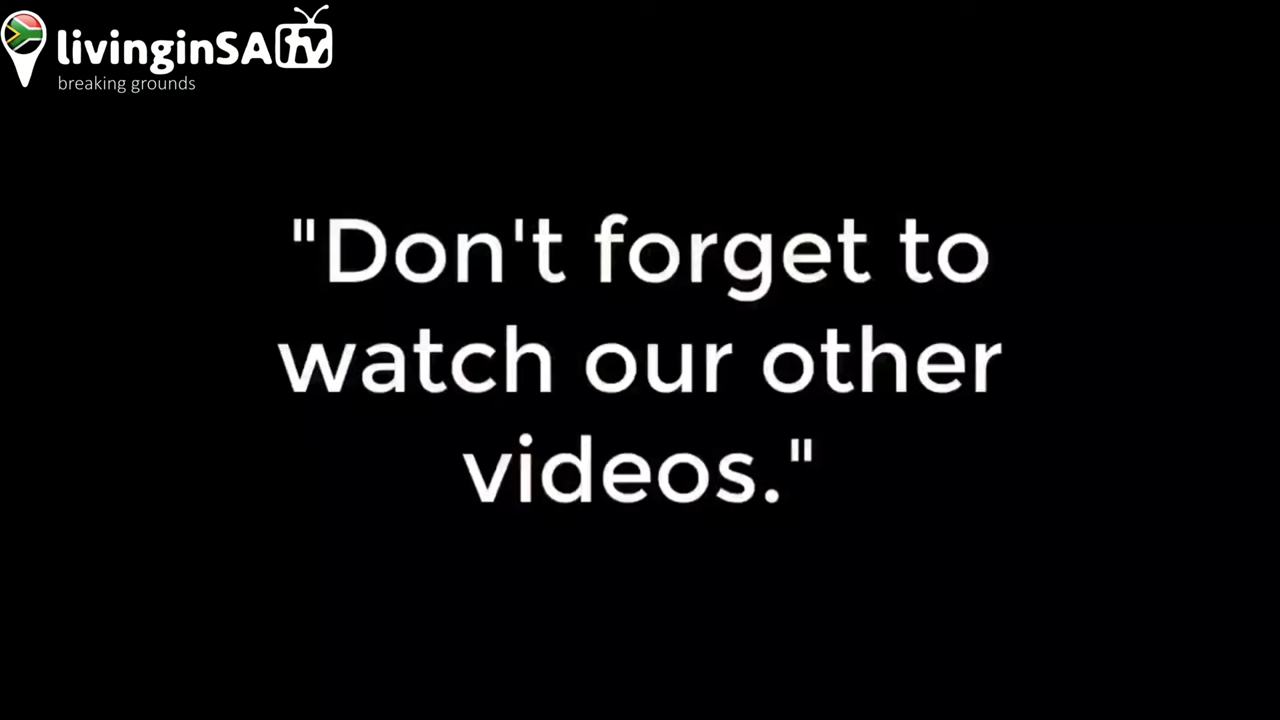 livinginSA tv
breaking grounds
"Don't forget to
watch our other
videos."